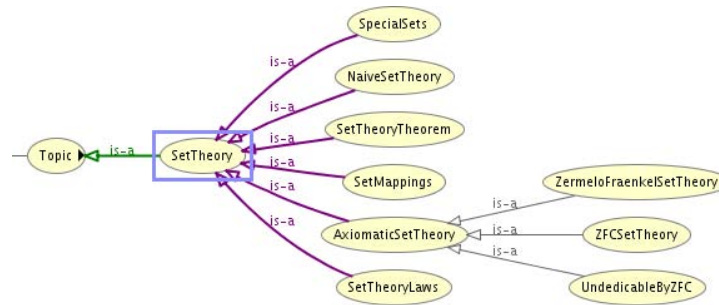 SpecialSets
is-a
NaiveSetTheory
is-a
SetTheoryTheorem
is-a
Topic
is-a
SetTheory
is-a
SetMappings
is-a
ZermeloFraenkelSetTheory
is-a
AxiomaticSetTheory
is-a
ZFCSetTheory
is-a
is-a
SetTheoryLaws
UndedicableByZFC